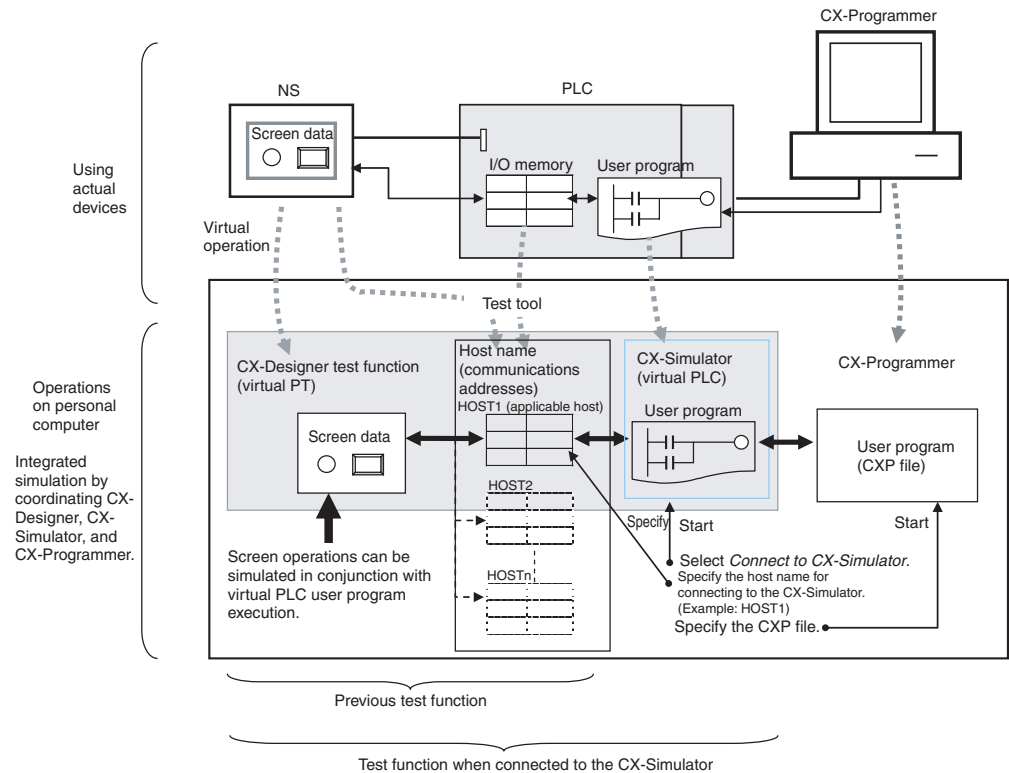 CX-Programmer
NS
PLC
Screen data
I/O memory
User program
Using
actual
devices
Virtual
operation
Test tool
Operations
on personal
computer
Integrated
simulation by
coordinating CX-
Designer, CX-
Simulator, and
CX-Programmer.
CX-Designer test function
(virtual PT)
Host name
(communications
addresses)
HOST1 (applicable host)
CX-Simulator
(virtual PLC)
User program
CX-Programmer
Screen data
User program
(CXP file)
HOST2
HOSTn
Specify
Start
Start
Screen operations can be
simulated in conjunction with
virtual PLC user program
execution.
Select Connect to CX-Simulator.
Specify the host name for
connecting to the CX-Simulator.
(Example: HOST1)
Specify the CXP file.
Previous test function
Test function when connected to the CX-Simulator